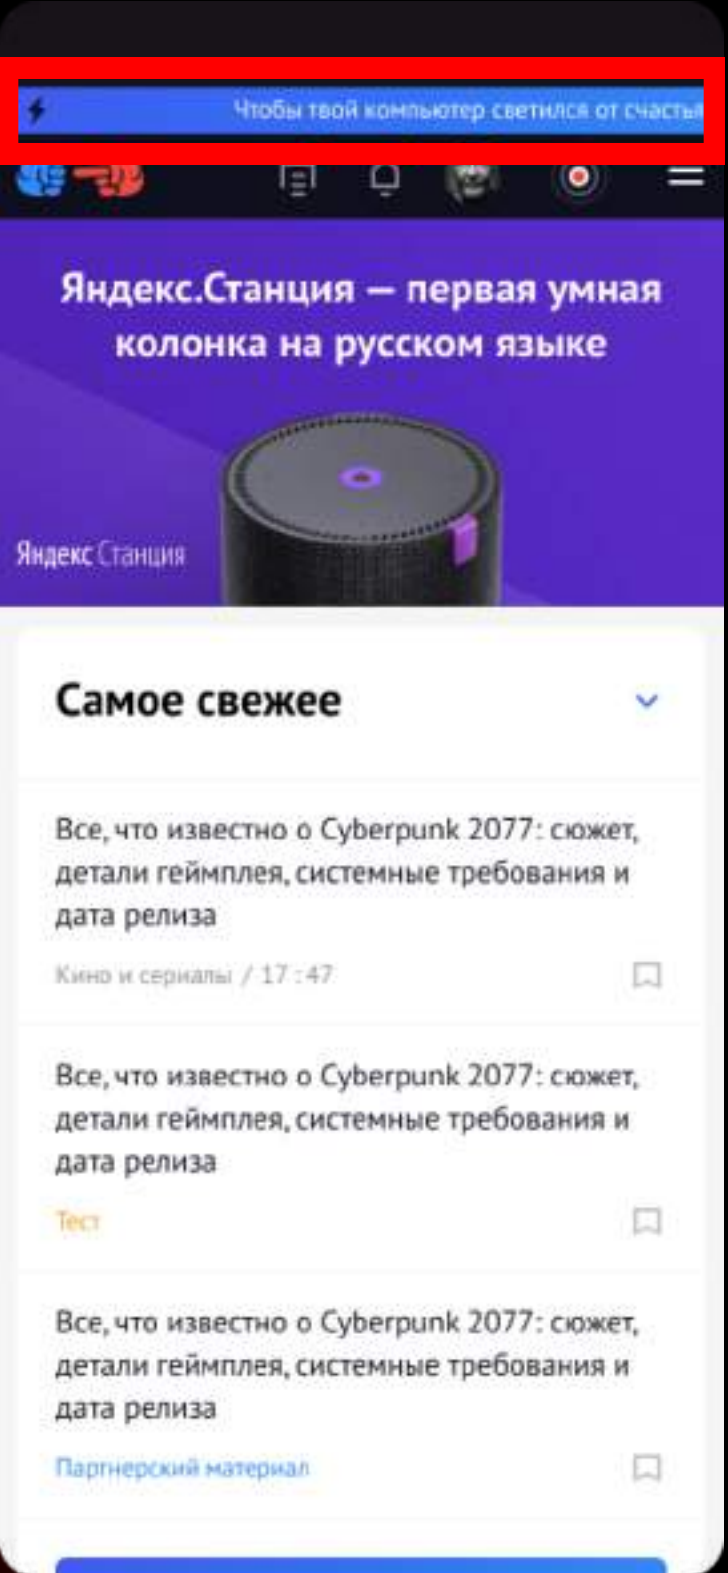 Чтобы твой компьютер светился от счастья
Яндекс.Станция — первая умная
колонка на русском языке
Яндекс Станция
Самое свежее
Все, что известно о Cyberpunk 2077: сюжет,
детали геймплея, системные требования и
дата релиза
Кино и сериалы / 17:47
Все, что известно о Cyberpunk 2077: сюжет,
детали геймплея, системные требования и
дата релиза
Тест
Все, что известно о Cyberpunk 2077: сюжет,
детали геймплея, системные требования и
дата релиза
Партнерский материал